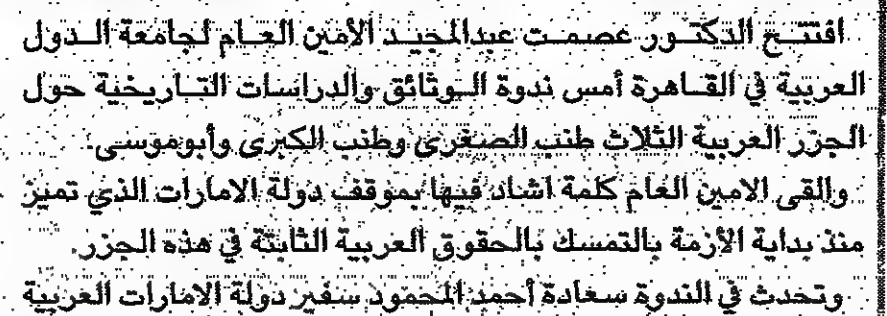 افتتح الدكتور عصمت عبدالمجيد الأمين العام لجامعة الدول
العربية في القاهرة أمس ندوة الوثائق والدراسات التاريخية حول
الجزر العربية الثلاث طنب الصغرى وطنب الكبرى وأبوموسى.
والقى الامين العام كلمة اشاد فيها بموقف دولة الامارات الذي تميز
منذ بداية الأزمة بالتمسك بالحقوق العربية الثابتة في هذة الجزر.
وتحدث في الندوة سعادة أحمد المحمود سفير دولة الامارات العربية